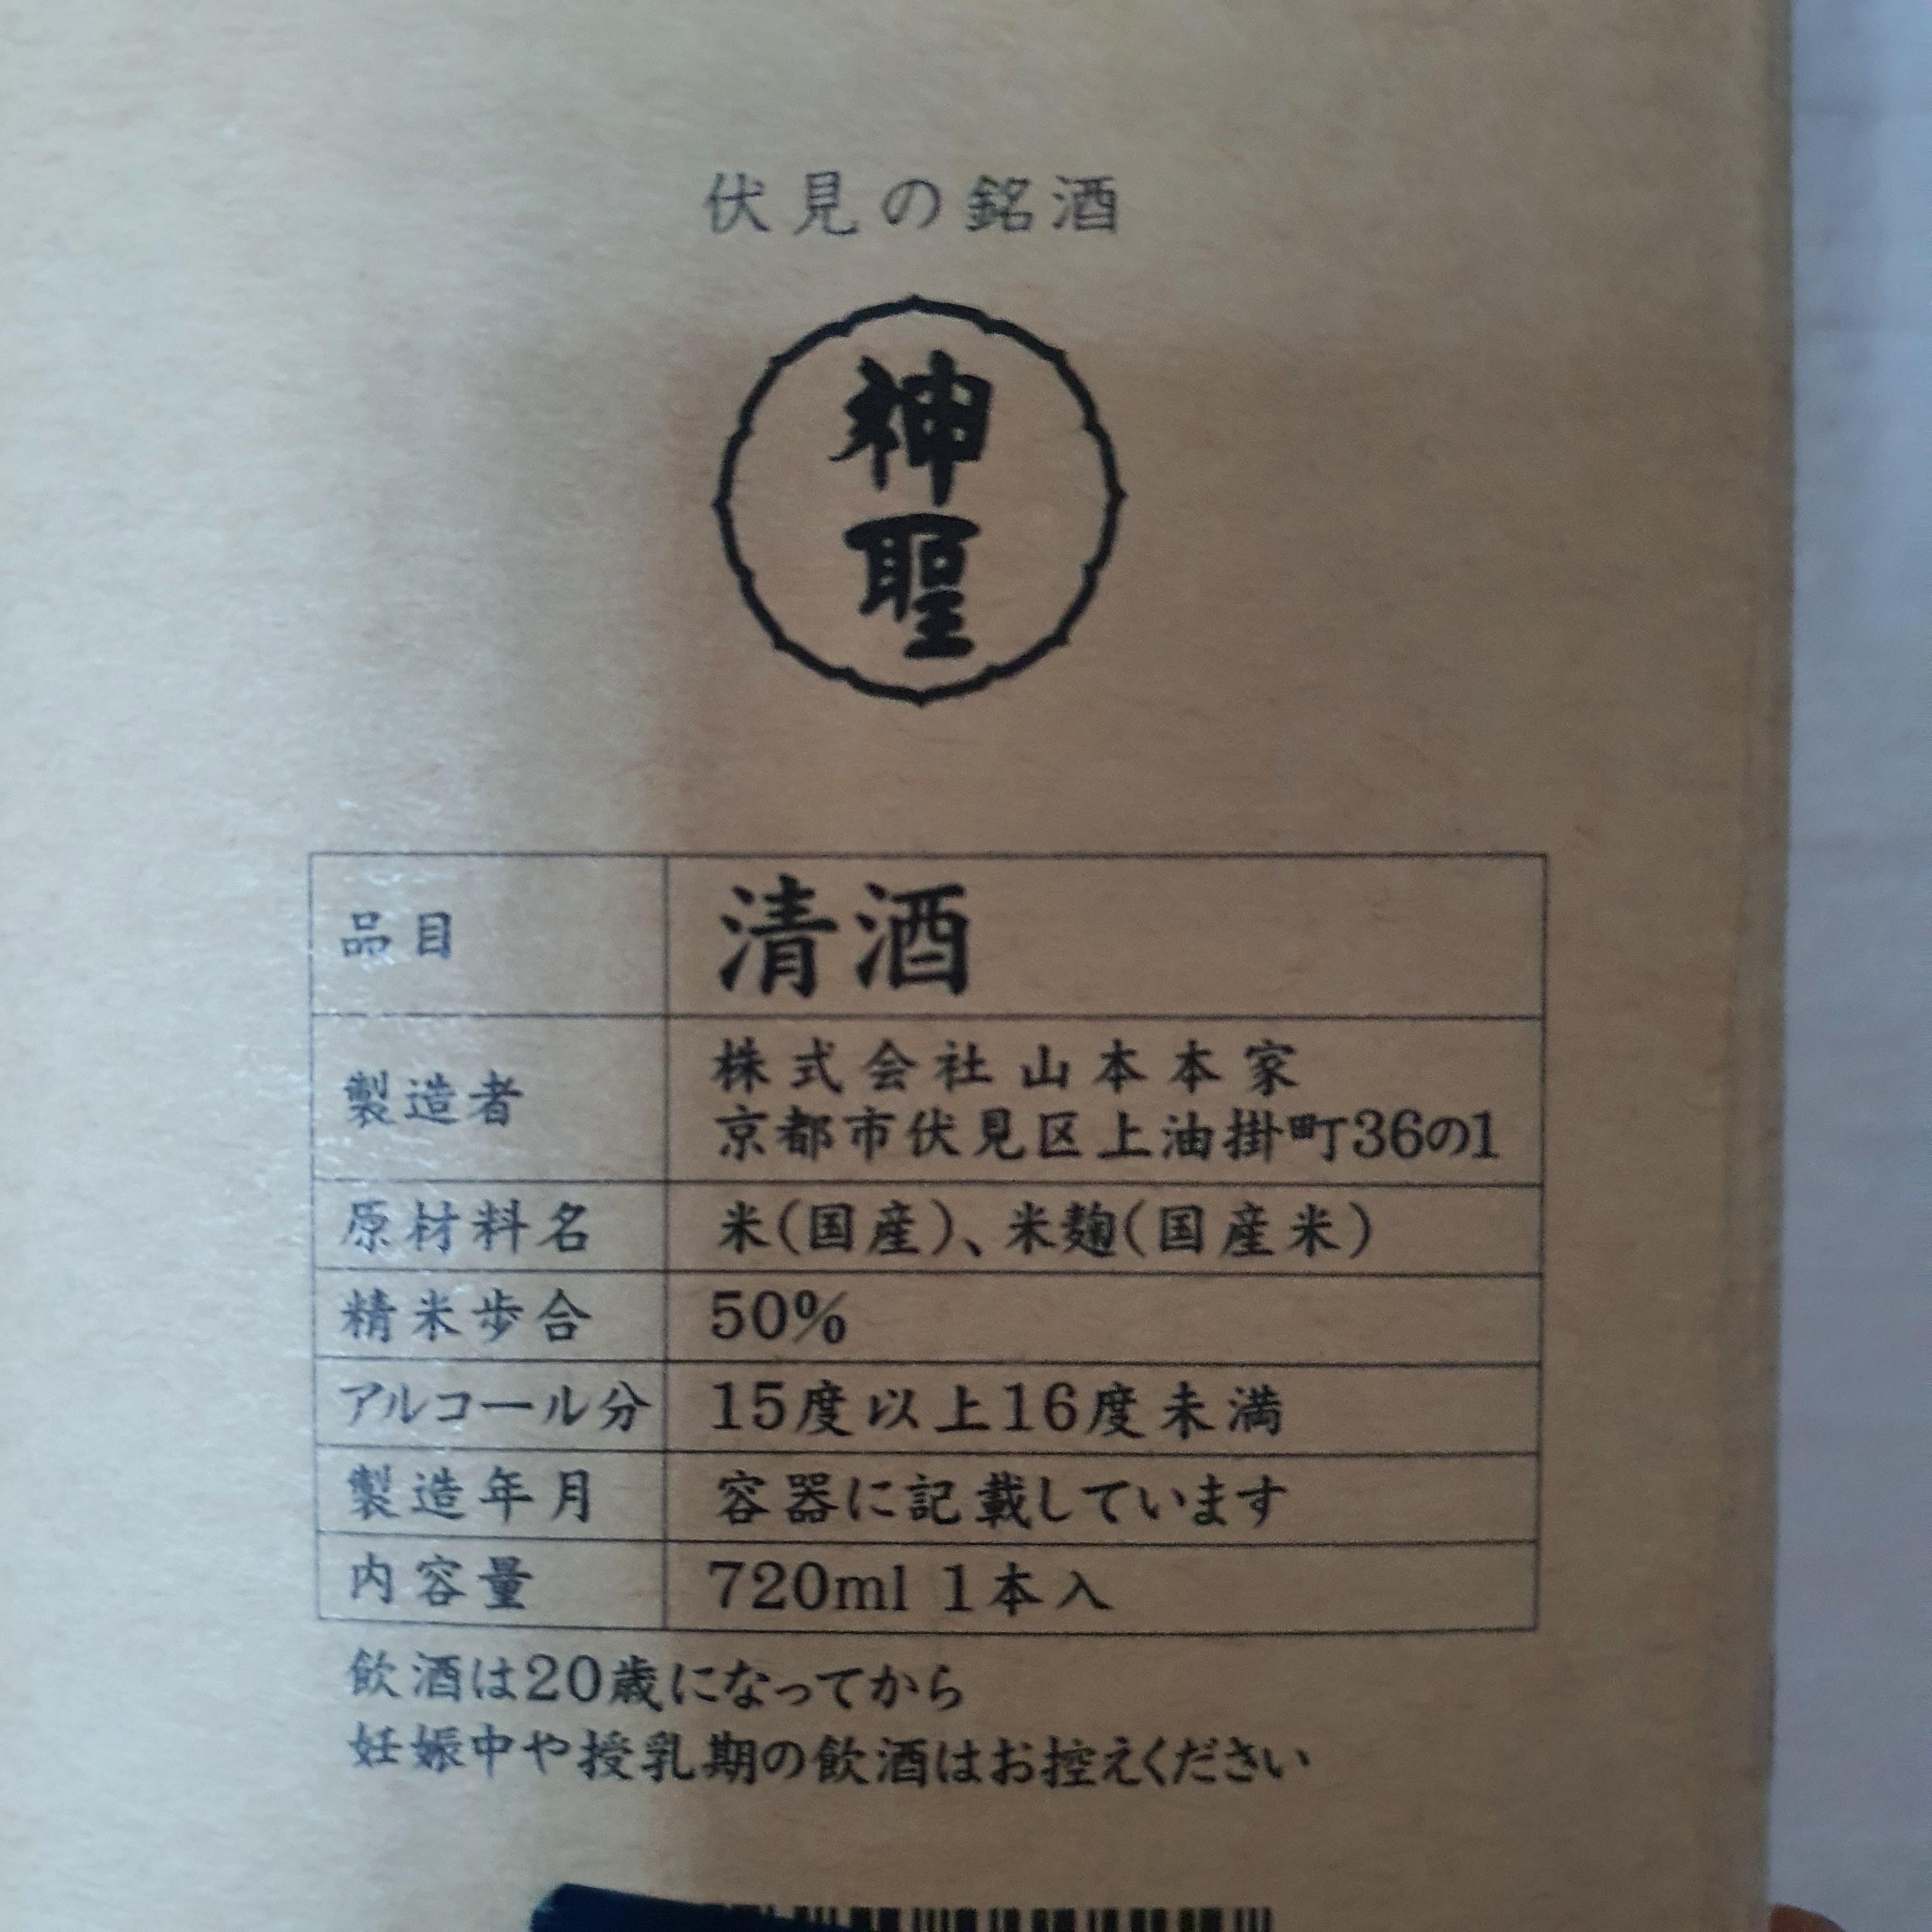 伏見の銘酒
神聖
品目 清酒
製造者 株式会社山本本家
京都市伏見区上油掛町36の1
原材料名 米(国産)、米麹(国産米)
精米歩合 50%
アルコール分 15度以上16度未満
製造年月 容器に記載しています
内容量 720ml 1本入
飲酒は20歳になってから
妊娠中や授乳期の飲酒はお控えください